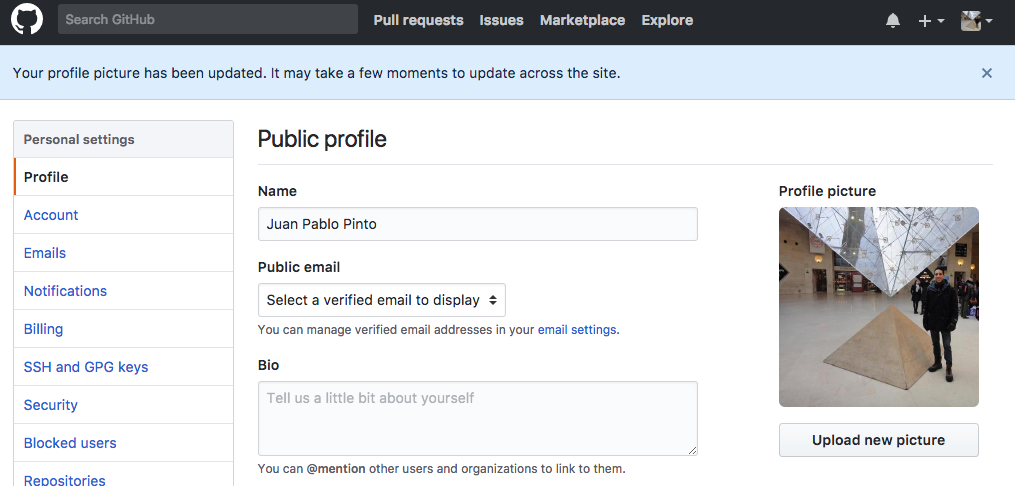 Search GitHub
Pull requests Issues Marketplace Explore
Your profile picture has been updated. It may take a few moments to update across the site.
Personal settings
Profile
Account
Emails
Notifications
Billing
SSH and GPG keys
Security
Blocked users
Repositories
Public profile
Name
Juan Pablo Pinto
Public email
Select a verified email to display
You can manage verified email addresses in your email settings.
Bio
Tell us a little bit about yourself
You can @mention other users and organizations to link to them.
Profile picture
Upload new picture